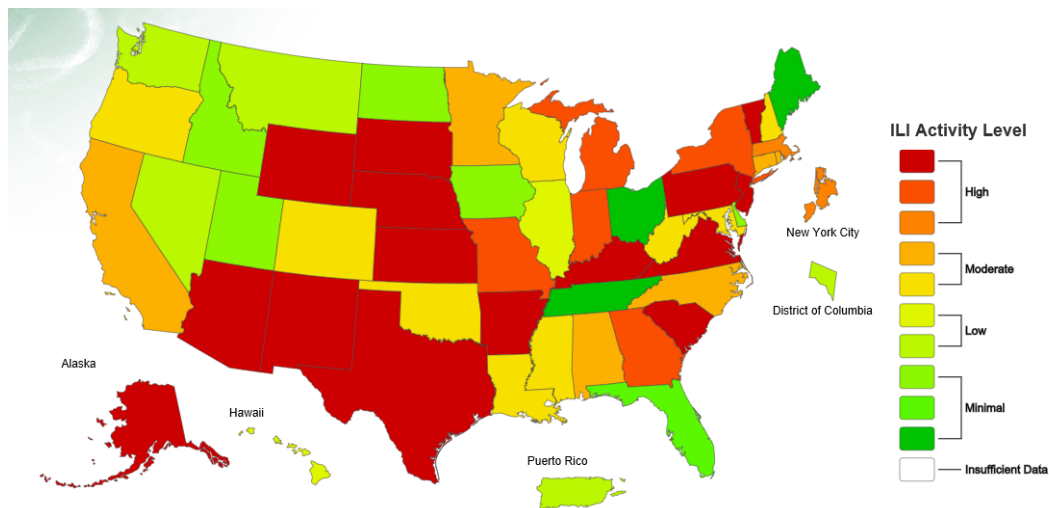 ILI Activity Level
High
Moderate
Low
Minimal
Insufficient Data
New York City
District of Columbia
Alaska
Hawaii
Puerto Rico